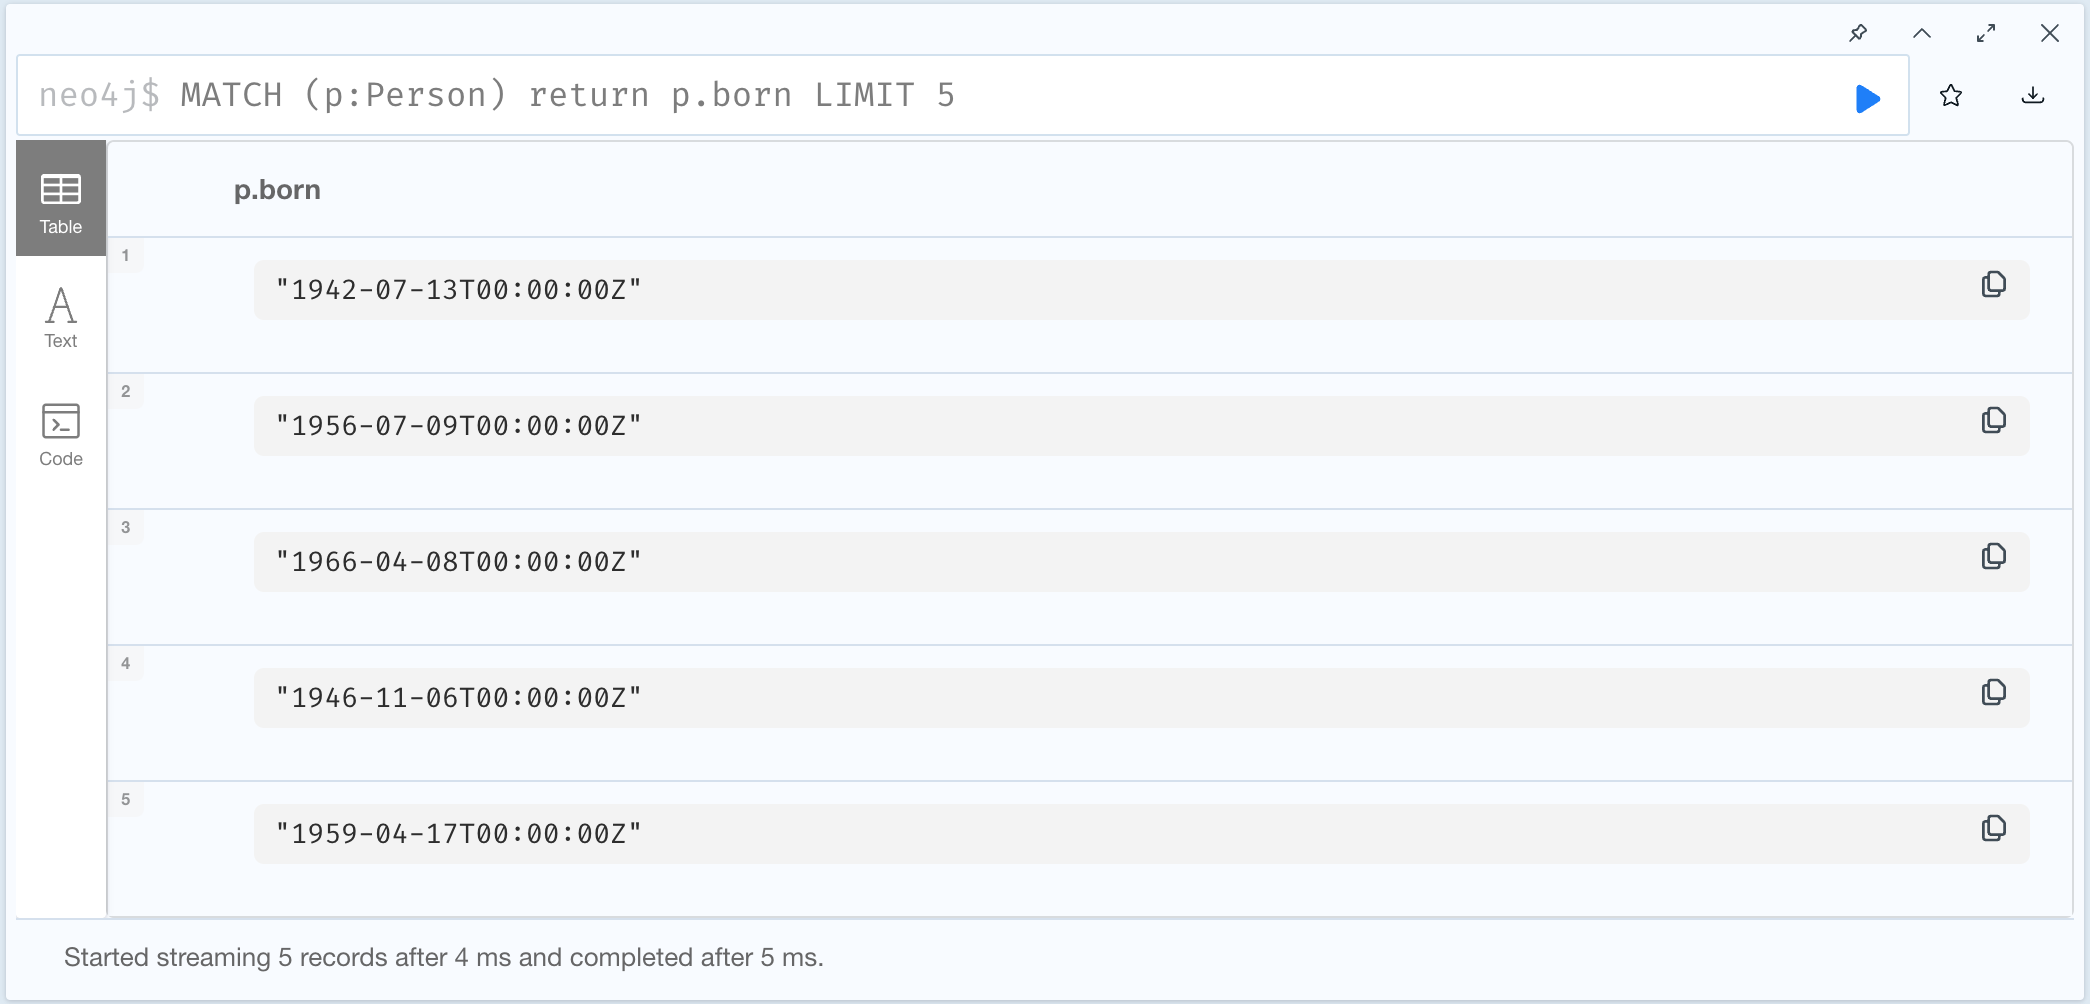 neo4j$ MATCH (p:Person) return p.born LIMIT 5
Table
Text
Code
p.born
1
"1942-07-13T00:00:00Z"
2
"1956-07-09T00:00:00Z"
3
"1966-04-08T00:00:00Z"
4
"1946-11-06T00:00:00Z"
5
"1959-04-17T00:00:00Z"
Started streaming 5 records after 4 ms and completed after 5 ms.